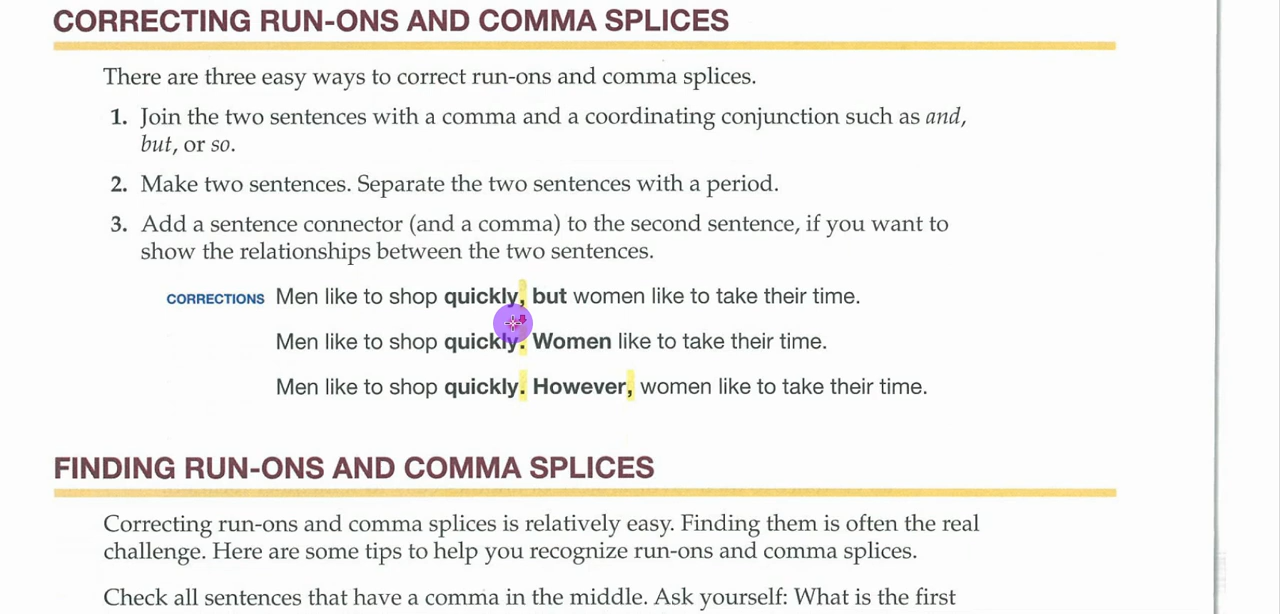 CORRECTING RUN-ONS AND COMMA SPLICES
There are three easy ways to correct run-ons and comma splices.
1. Join the two sentences with a comma and a coordinating conjunction such as and,
but, or so.
2. Make two sentences. Separate the two sentences with a period.
3. Add a sentence connector (and a comma) to the second sentence, if you want to
show the relationships between the two sentences.
CORRECTIONS Men like to shop quickly, but women like to take their time.
Men like to shop quickly. Women like to take their time.
Men like to shop quickly. However, women like to take their time.
FINDING RUN-ONS AND COMMA SPLICES
Correcting run-ons and comma splices is relatively easy. Finding them is often the real
challenge. Here are some tips to help you recognize run-ons and comma splices.
Check all sentences that have a comma in the middle. Ask yourself: What is the first